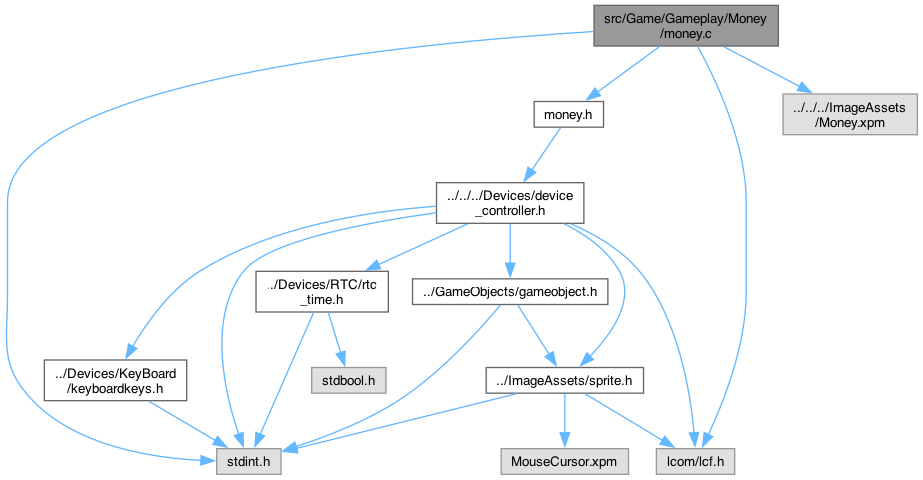 src/Game/Gameplay/Money
/money.c
../../../ImageAssets
/Money.xpm
money.h
../../../Devices/device
_controller.h
../Devices/RTC/rtc
_time.h
../GameObjects/gameobject.h
../Devices/KeyBoard
/keyboardkeys.h
stdbool.h
../ImageAssets/sprite.h
stdint.h
MouseCursor.xpm
lcom/lcf.h